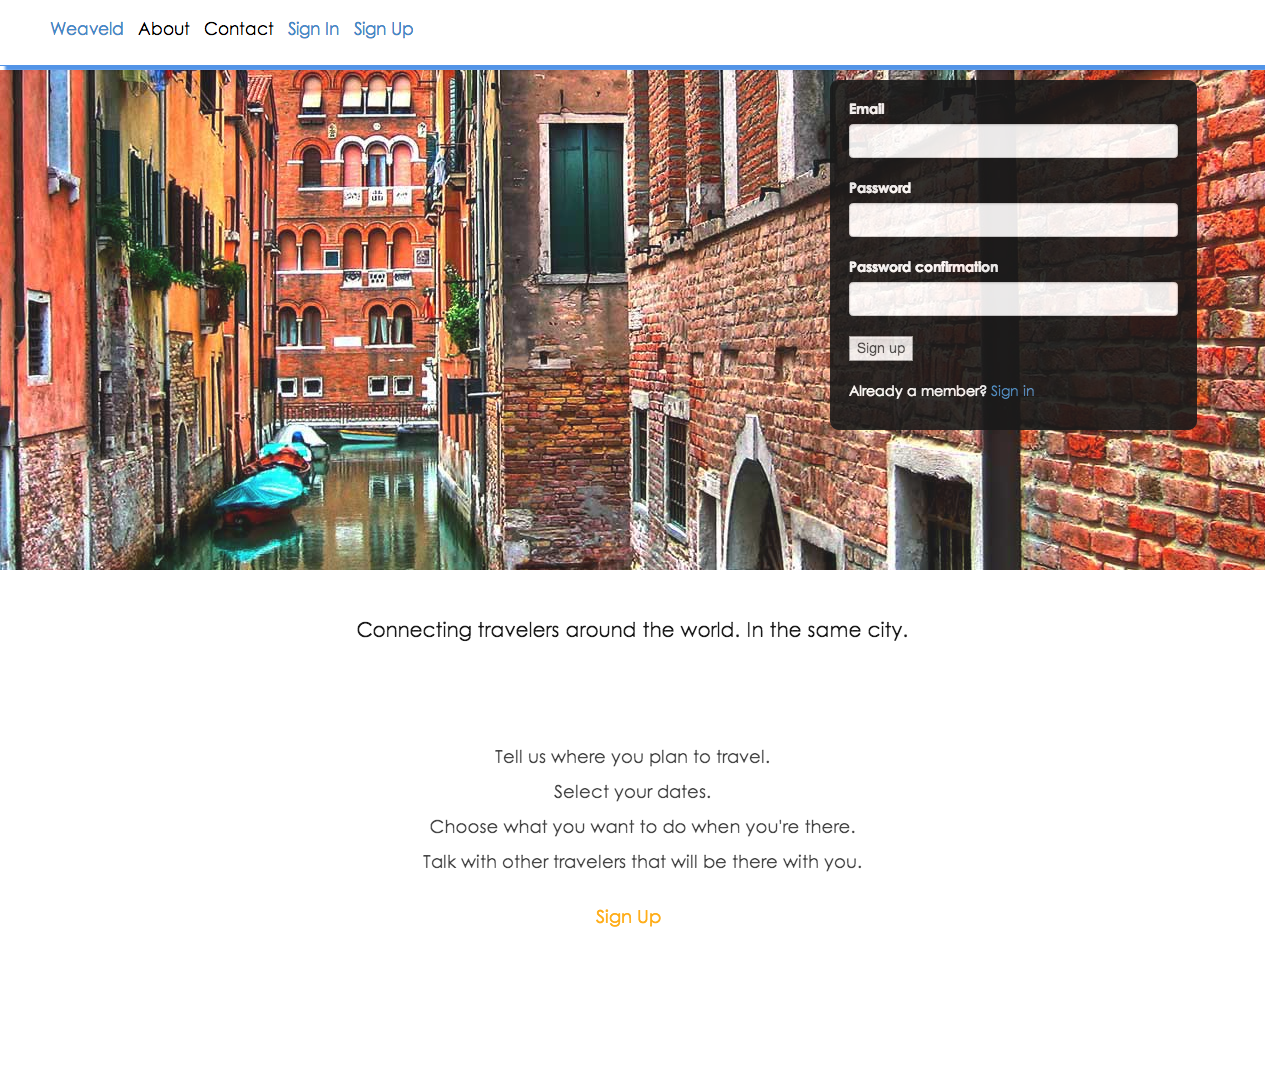 Weaveld About Contact Sign In Sign Up
Email
Password
Password confirmation
Sign up
Already a member? Sign in
Connecting travelers around the world. In the same city.
Tell us where you plan to travel.
Select your dates.
Choose what you want to do when you're there.
Talk with other travelers that will be there with you.
Sign Up